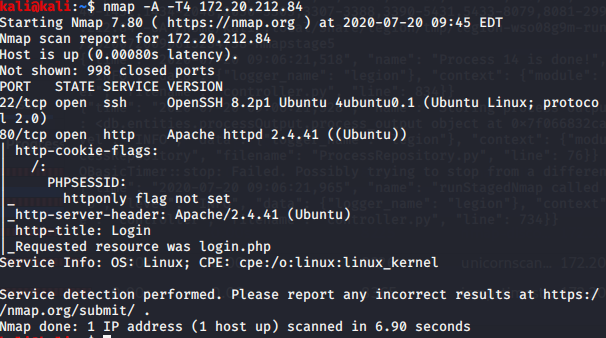 kali@kali:~$ nmap -A -T4 172.20.212.84
Starting Nmap 7.80 ( https://nmap.org ) at 2020-07-20 09:45 EDT
Nmap scan report for 172.20.212.84
Host is up (0.00080s latency).
Not shown: 998 closed ports
PORT   STATE SERVICE VERSION
22/tcp open  ssh     OpenSSH 8.2p1 Ubuntu 4ubuntu0.1 (Ubuntu Linux; protoco
l 2.0)
80/tcp open  http    Apache httpd 2.4.41 ((Ubuntu))
| http-cookie-flags:
|   /:
|     PHPSESSID:
|_      httponly flag not set
|_http-server-header: Apache/2.4.41 (Ubuntu)
| http-title: Login
|_Requested resource was login.php
Service Info: OS: Linux; CPE: cpe:/o:linux:linux_kernel
Service detection performed. Please report any incorrect results at https:/
/nmap.org/submit/ .
Nmap done: 1 IP address (1 host up) scanned in 6.90 seconds